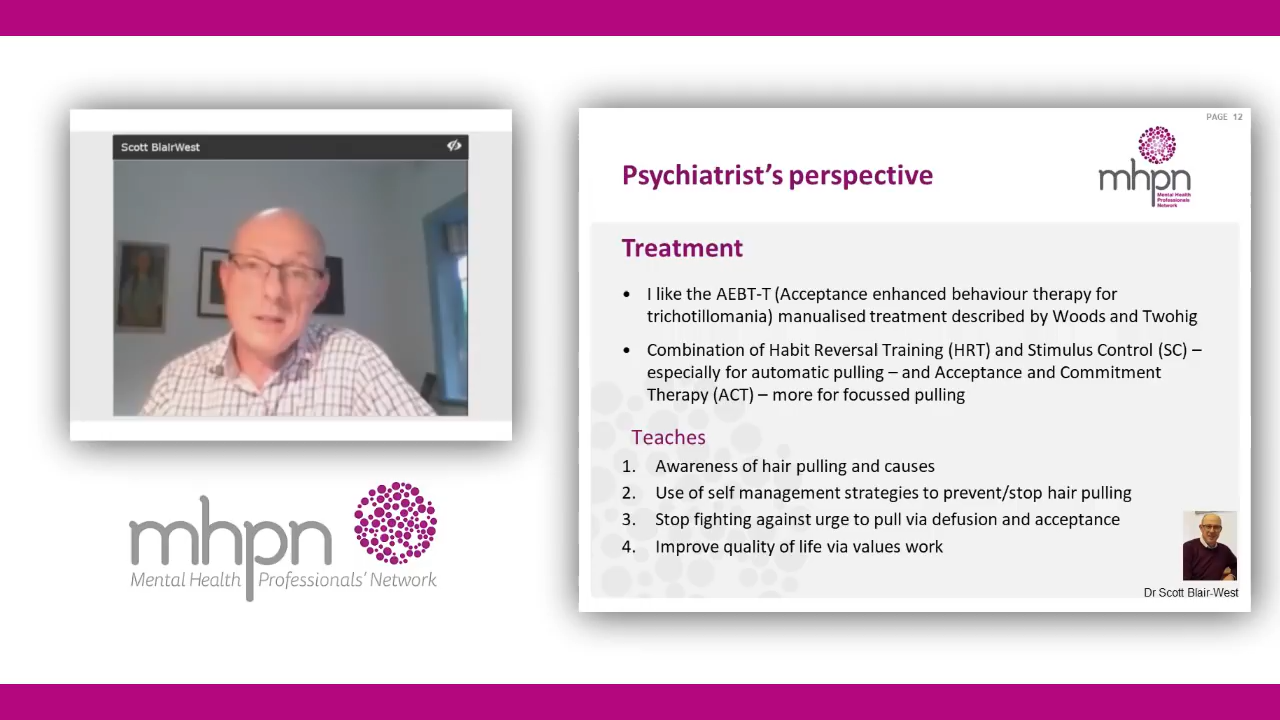 Scott BlairWest
mhpn
Mental Health Professionals' Network
PAGE 12
Psychiatrist's perspective
mhpn
Mental Health
Professionals
Network
Treatment
• I like the AEBT-T (Acceptance enhanced behaviour therapy for
trichotillomania) manualised treatment described by Woods and Twohig
• Combination of Habit Reversal Training (HRT) and Stimulus Control (SC) –
especially for automatic pulling – and Acceptance and Commitment
Therapy (ACT) – more for focussed pulling
Teaches
1. Awareness of hair pulling and causes
2. Use of self management strategies to prevent/stop hair pulling
3. Stop fighting against urge to pull via defusion and acceptance
4. Improve quality of life via values work
Dr Scott Blair-West